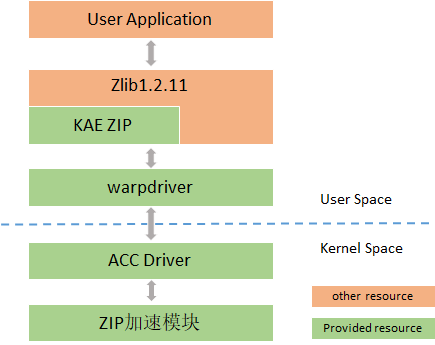 User Application
Zlib1.2.11
KAE ZIP
warpdriver
User Space
Kernel Space
ACC Driver
other resource
ZIP加速模块
Provided resource